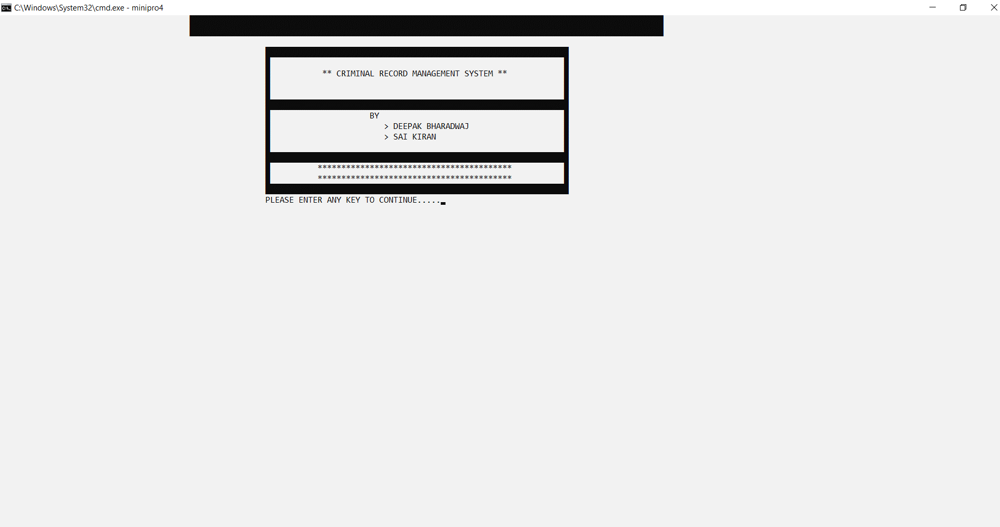 C:\Windows\System32\cmd.exe - minipro4
** CRIMINAL RECORD MANAGEMENT SYSTEM **
BY
> DEEPAK BHARADWAJ
> SAI KIRAN
*****************************************
*****************************************
PLEASE ENTER ANY KEY TO CONTINUE.....